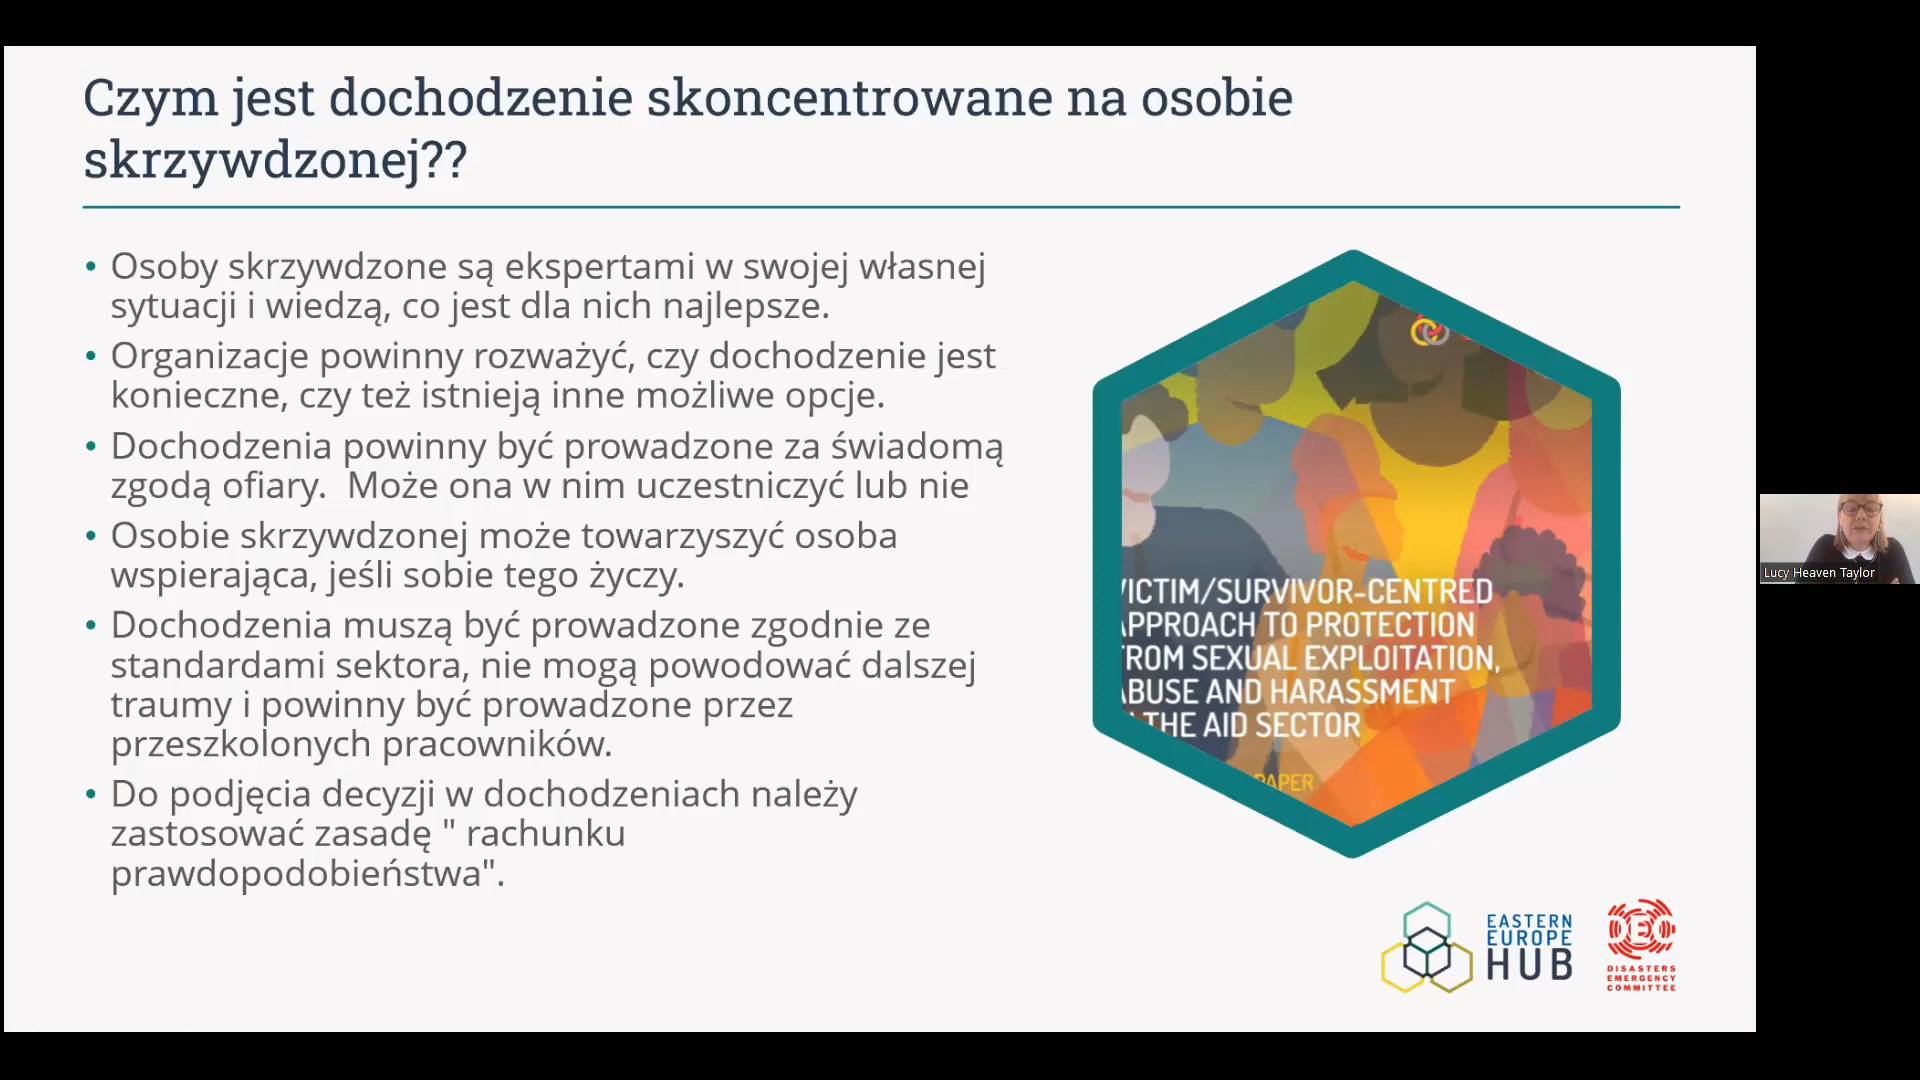 Czym jest dochodzenie skoncentrowane na osobie
skrzywdzonej??
• Osoby skrzywdzone są ekspertami w swojej własnej
sytuacji i wiedzą, co jest dla nich najlepsze.
• Organizacje powinny rozważyć, czy dochodzenie jest
konieczne, czy też istnieją inne możliwe opcje.
• Dochodzenia powinny być prowadzone za świadomą
zgodą ofiary.  Może ona w nim uczestniczyć lub nie
• Osobie skrzywdzonej może towarzyszyć osoba
wspierająca, jeśli sobie tego życzy.
• Dochodzenia muszą być prowadzone zgodnie ze
standardami sektora, nie mogą powodować dalszej
traumy i powinny być prowadzone przez
przeszkolonych pracowników.
• Do podjęcia decyzji w dochodzeniach należy
zastosować zasadę " rachunku
prawdopodobieństwa".
VICTIM/SURVIVOR-CENTRED
APPROACH TO PROTECTION
FROM SEXUAL EXPLOITATION,
ABUSE AND HARASSMENT
THE AID SECTOR
PAPER
EASTERN
EUROPE
HUB
DEC
DISASTERS
EMERGENCY
COMMITTEE
Lucy Heaven Taylor